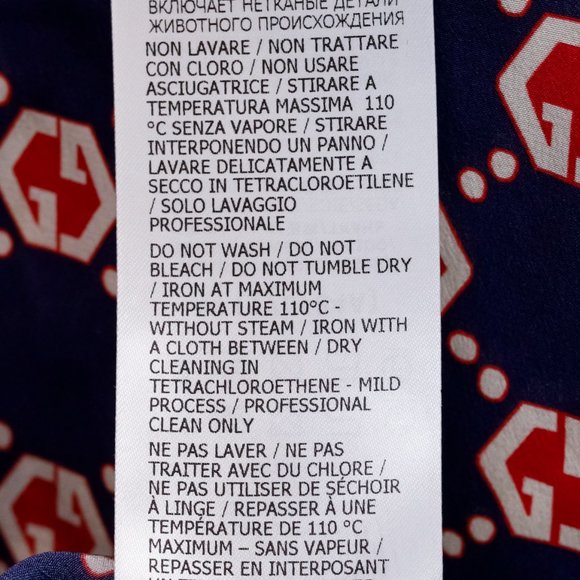 ВКЛЮЧАЕТ НЕТКАНЫЕ ДЕТАЛИ
ЖИВОТНОГО ПРОИСХОЖДЕНИЯ
NON LAVARE / NON TRATTARE
CON CLORO / NON USARE
ASCIUGATRICE / STIRARE A
TEMPERATURA MASSIMA 110
°C SENZA VAPORE / STIRARE
INTERPONENDO UN PANNO /
LAVARE DELICATAMENTE A
SECCO IN TETRACLOROETILENE
/ SOLO LAVAGGIO
PROFESSIONALE
DO NOT WASH / DO NOT
BLEACH / DO NOT TUMBLE DRY
/ IRON AT MAXIMUM
TEMPERATURE 110°C -
WITHOUT STEAM / IRON WITH
A CLOTH BETWEEN / DRY
CLEANING IN
TETRACHLOROETHENE - MILD
PROCESS / PROFESSIONAL
CLEAN ONLY
NE PAS LAVER / NE PAS
TRAITER AVEC DU CHLORE /
NE PAS UTILISER DE SÉCHOIR
À LINGE / REPASSER À UNE
TEMPÉRATURE DE 110 °C
MAXIMUM – SANS VAPEUR /
REPASSER EN INTERPOSANT